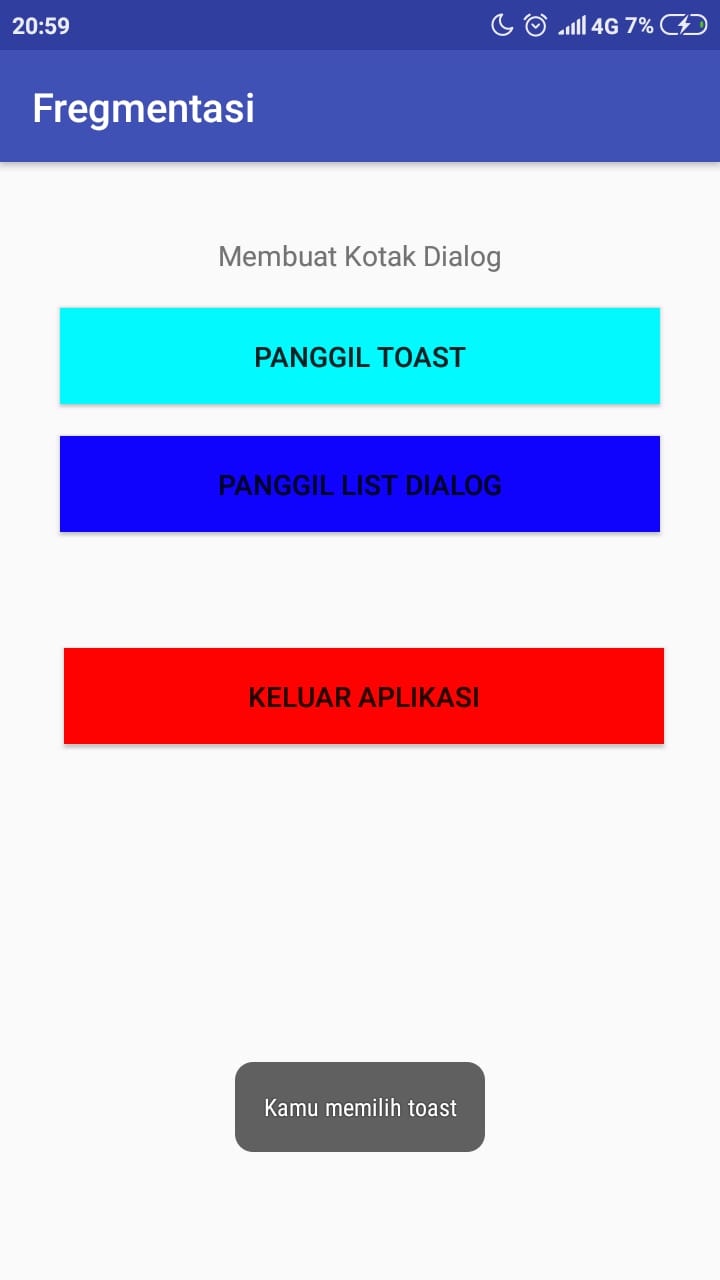 20:59 4G 7%
Fregmentasi
Membuat Kotak Dialog
PANGGIL TOAST
PANGGIL LIST DIALOG
KELUAR APLIKASI
Kamu memilih toast